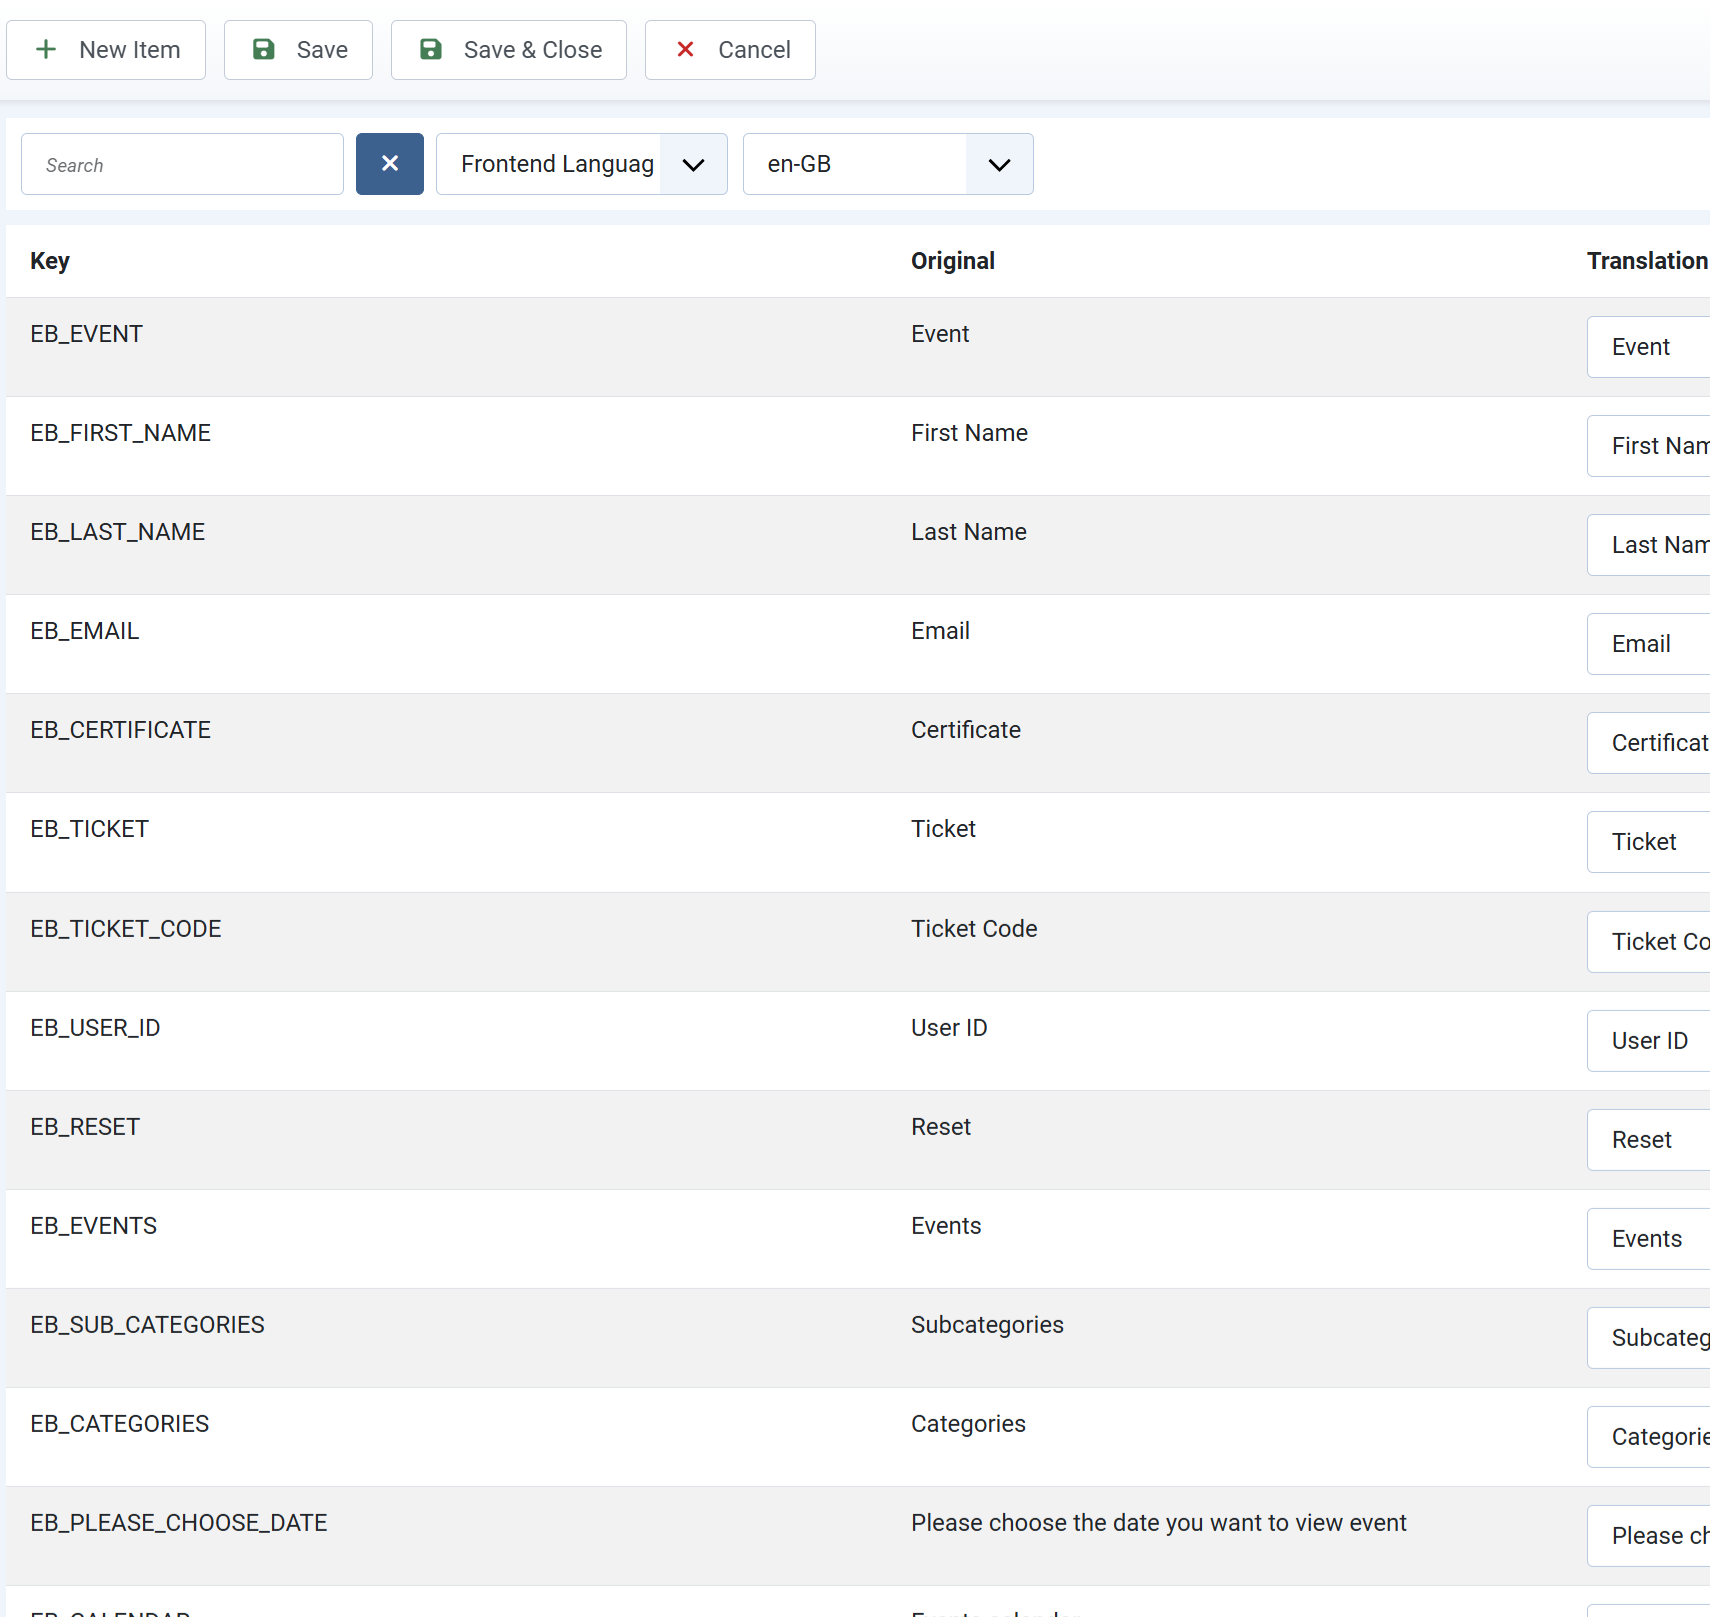 New Item Save Save & Close Cancel
Search Frontend Languag en-GB
Key Original Translation
EB_EVENT Event Event
EB_FIRST_NAME First Name First Nam
EB_LAST_NAME Last Name Last Nam
EB_EMAIL Email Email
EB_CERTIFICATE Certificate Certificat
EB_TICKET Ticket Ticket
EB_TICKET_CODE Ticket Code Ticket Co
EB_USER_ID User ID User ID
EB_RESET Reset Reset
EB_EVENTS Events Events
EB_SUB_CATEGORIES Subcategories Subcateg
EB_CATEGORIES Categories Categorie
EB_PLEASE_CHOOSE_DATE Please choose the date you want to view event Please ch